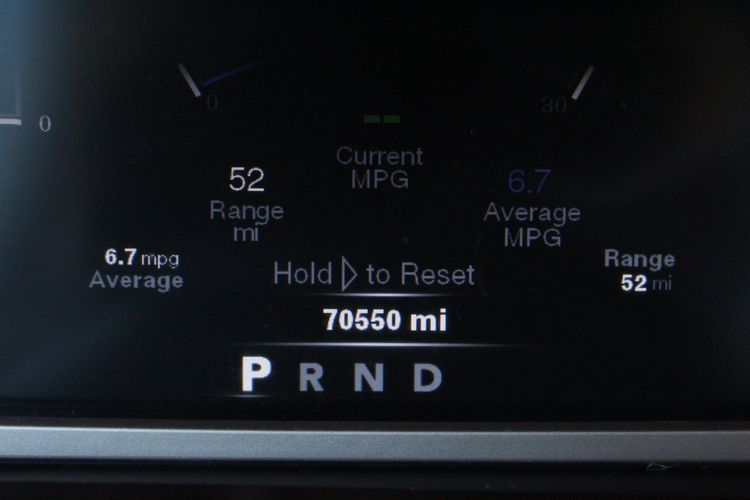 0
0
30
Current
MPG
52
Range
mi
6.7
Average
MPG
6.7 mpg
Average
Range
52 mi
Hold ▷ to Reset
70550 mi
P R N D